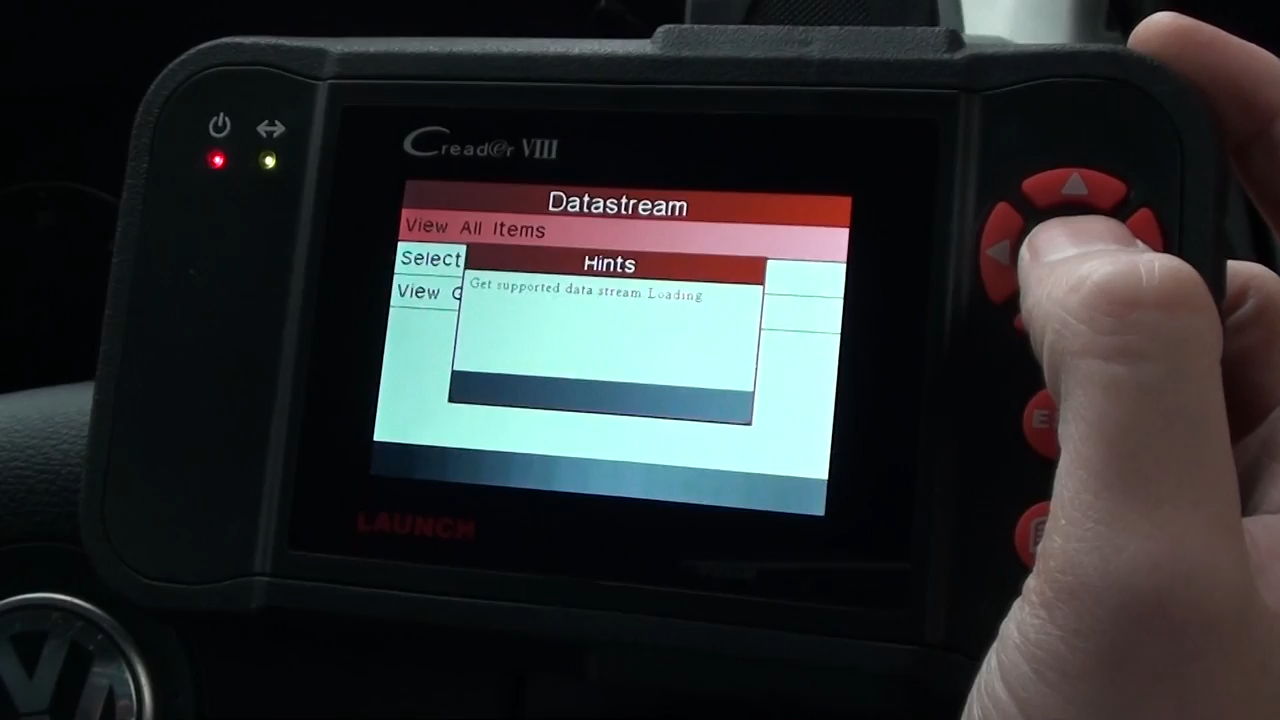 Creader VIII
Datastream
View All Items
Select
View
Hints
Get supported data stream Loading
LAUNCH